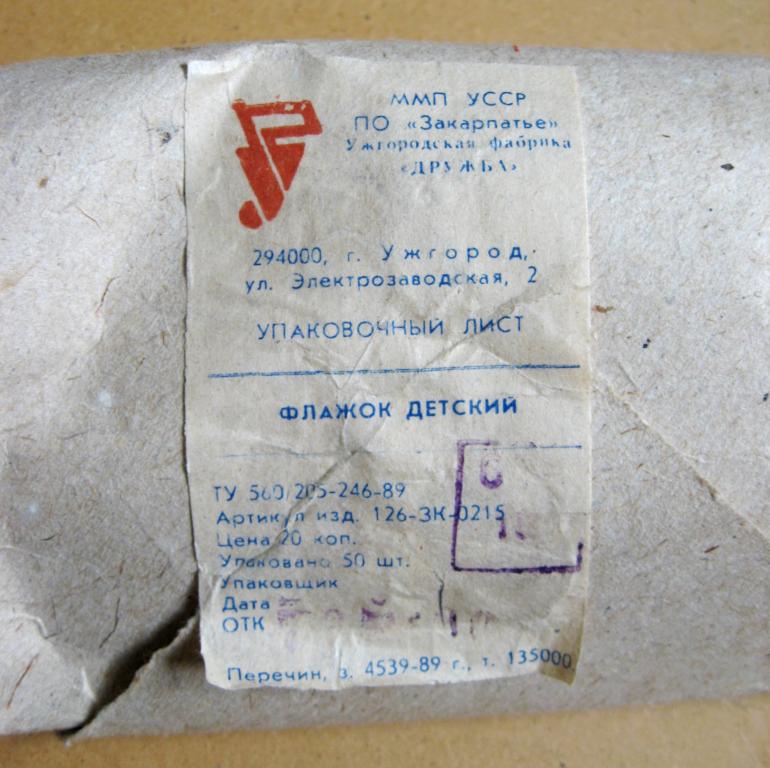 ММП УССР
ПО «Закарпатье»
Ужгородская фабрика
«ДРУЖБА»
294000, г. Ужгород,
ул. Электрозаводская, 2
УПАКОВОЧНЫЙ ЛИСТ
ФЛАЖОК ДЕТСКИЙ
ТУ 560/205-246-89
Артикул изд. 126-ЗК-0215
Цена 20 коп.
Упаковано 50 шт.
Упаковщик
Дата
ОТК
Перечин, з. 4539-89 г., т. 135000